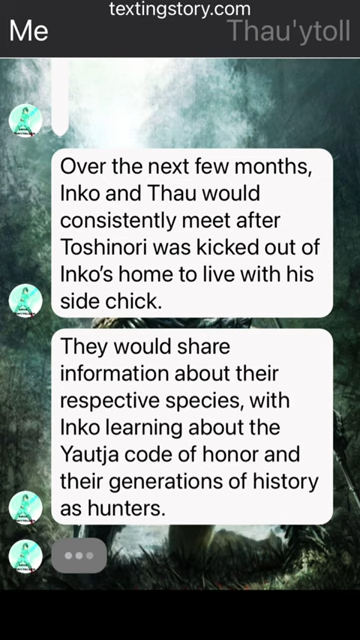 textingstory.com
Me
Thau'ytoll
Over the next few months,
Inko and Thau would
consistently meet after
Toshinori was kicked out of
Inko’s home to live with his
side chick.
They would share
information about their
respective species, with
Inko learning about the
Yautja code of honor and
their generations of history
as hunters.